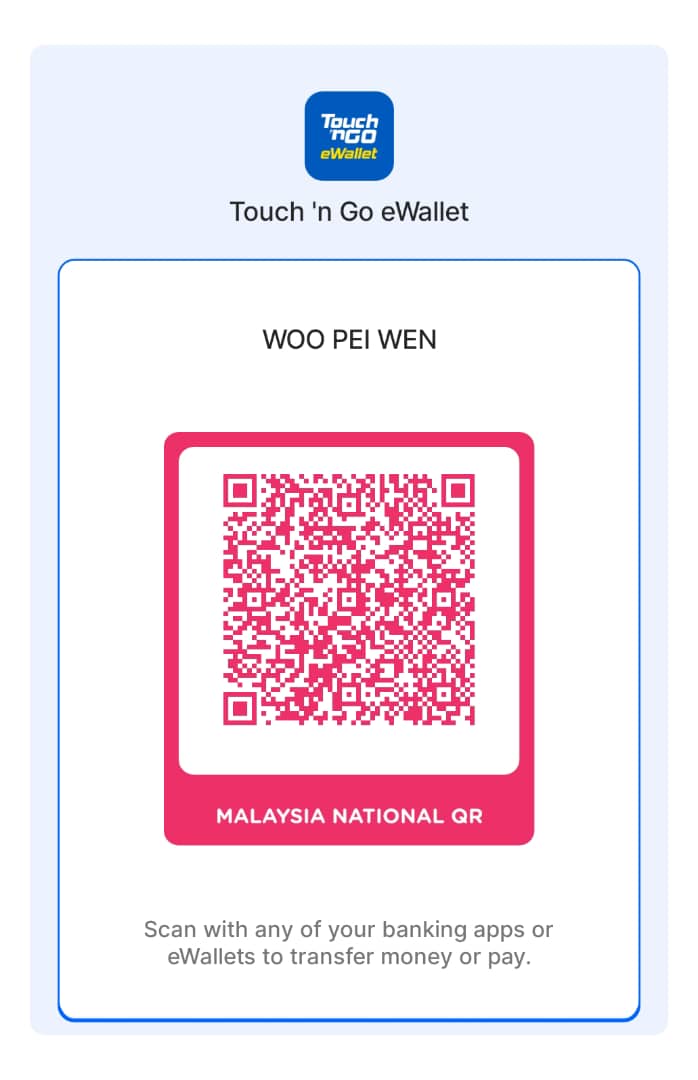 Touch
'nGO
eWallet
Touch 'n Go eWallet
WOO PEI WEN
MALAYSIA NATIONAL QR
Scan with any of your banking apps or
eWallets to transfer money or pay.